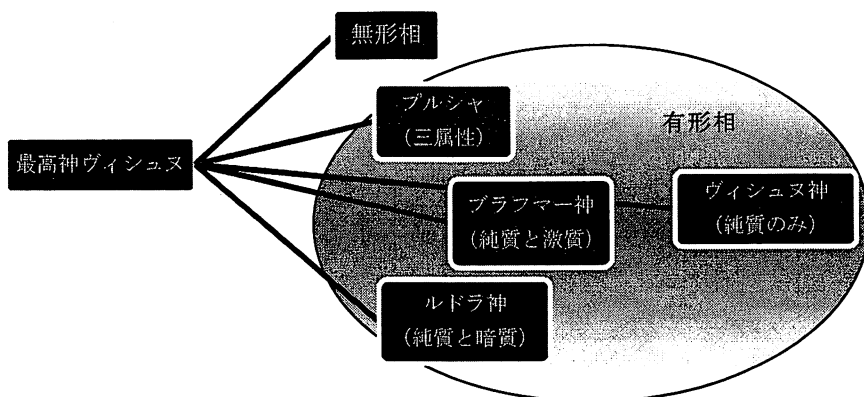 無形相
プルシャ
(三属性)
有形相
最高神ヴィシュヌ
ブラフマー神
(純質と激質)
ヴィシュヌ神
(純質のみ)
ルドラ神
(純質と暗質)